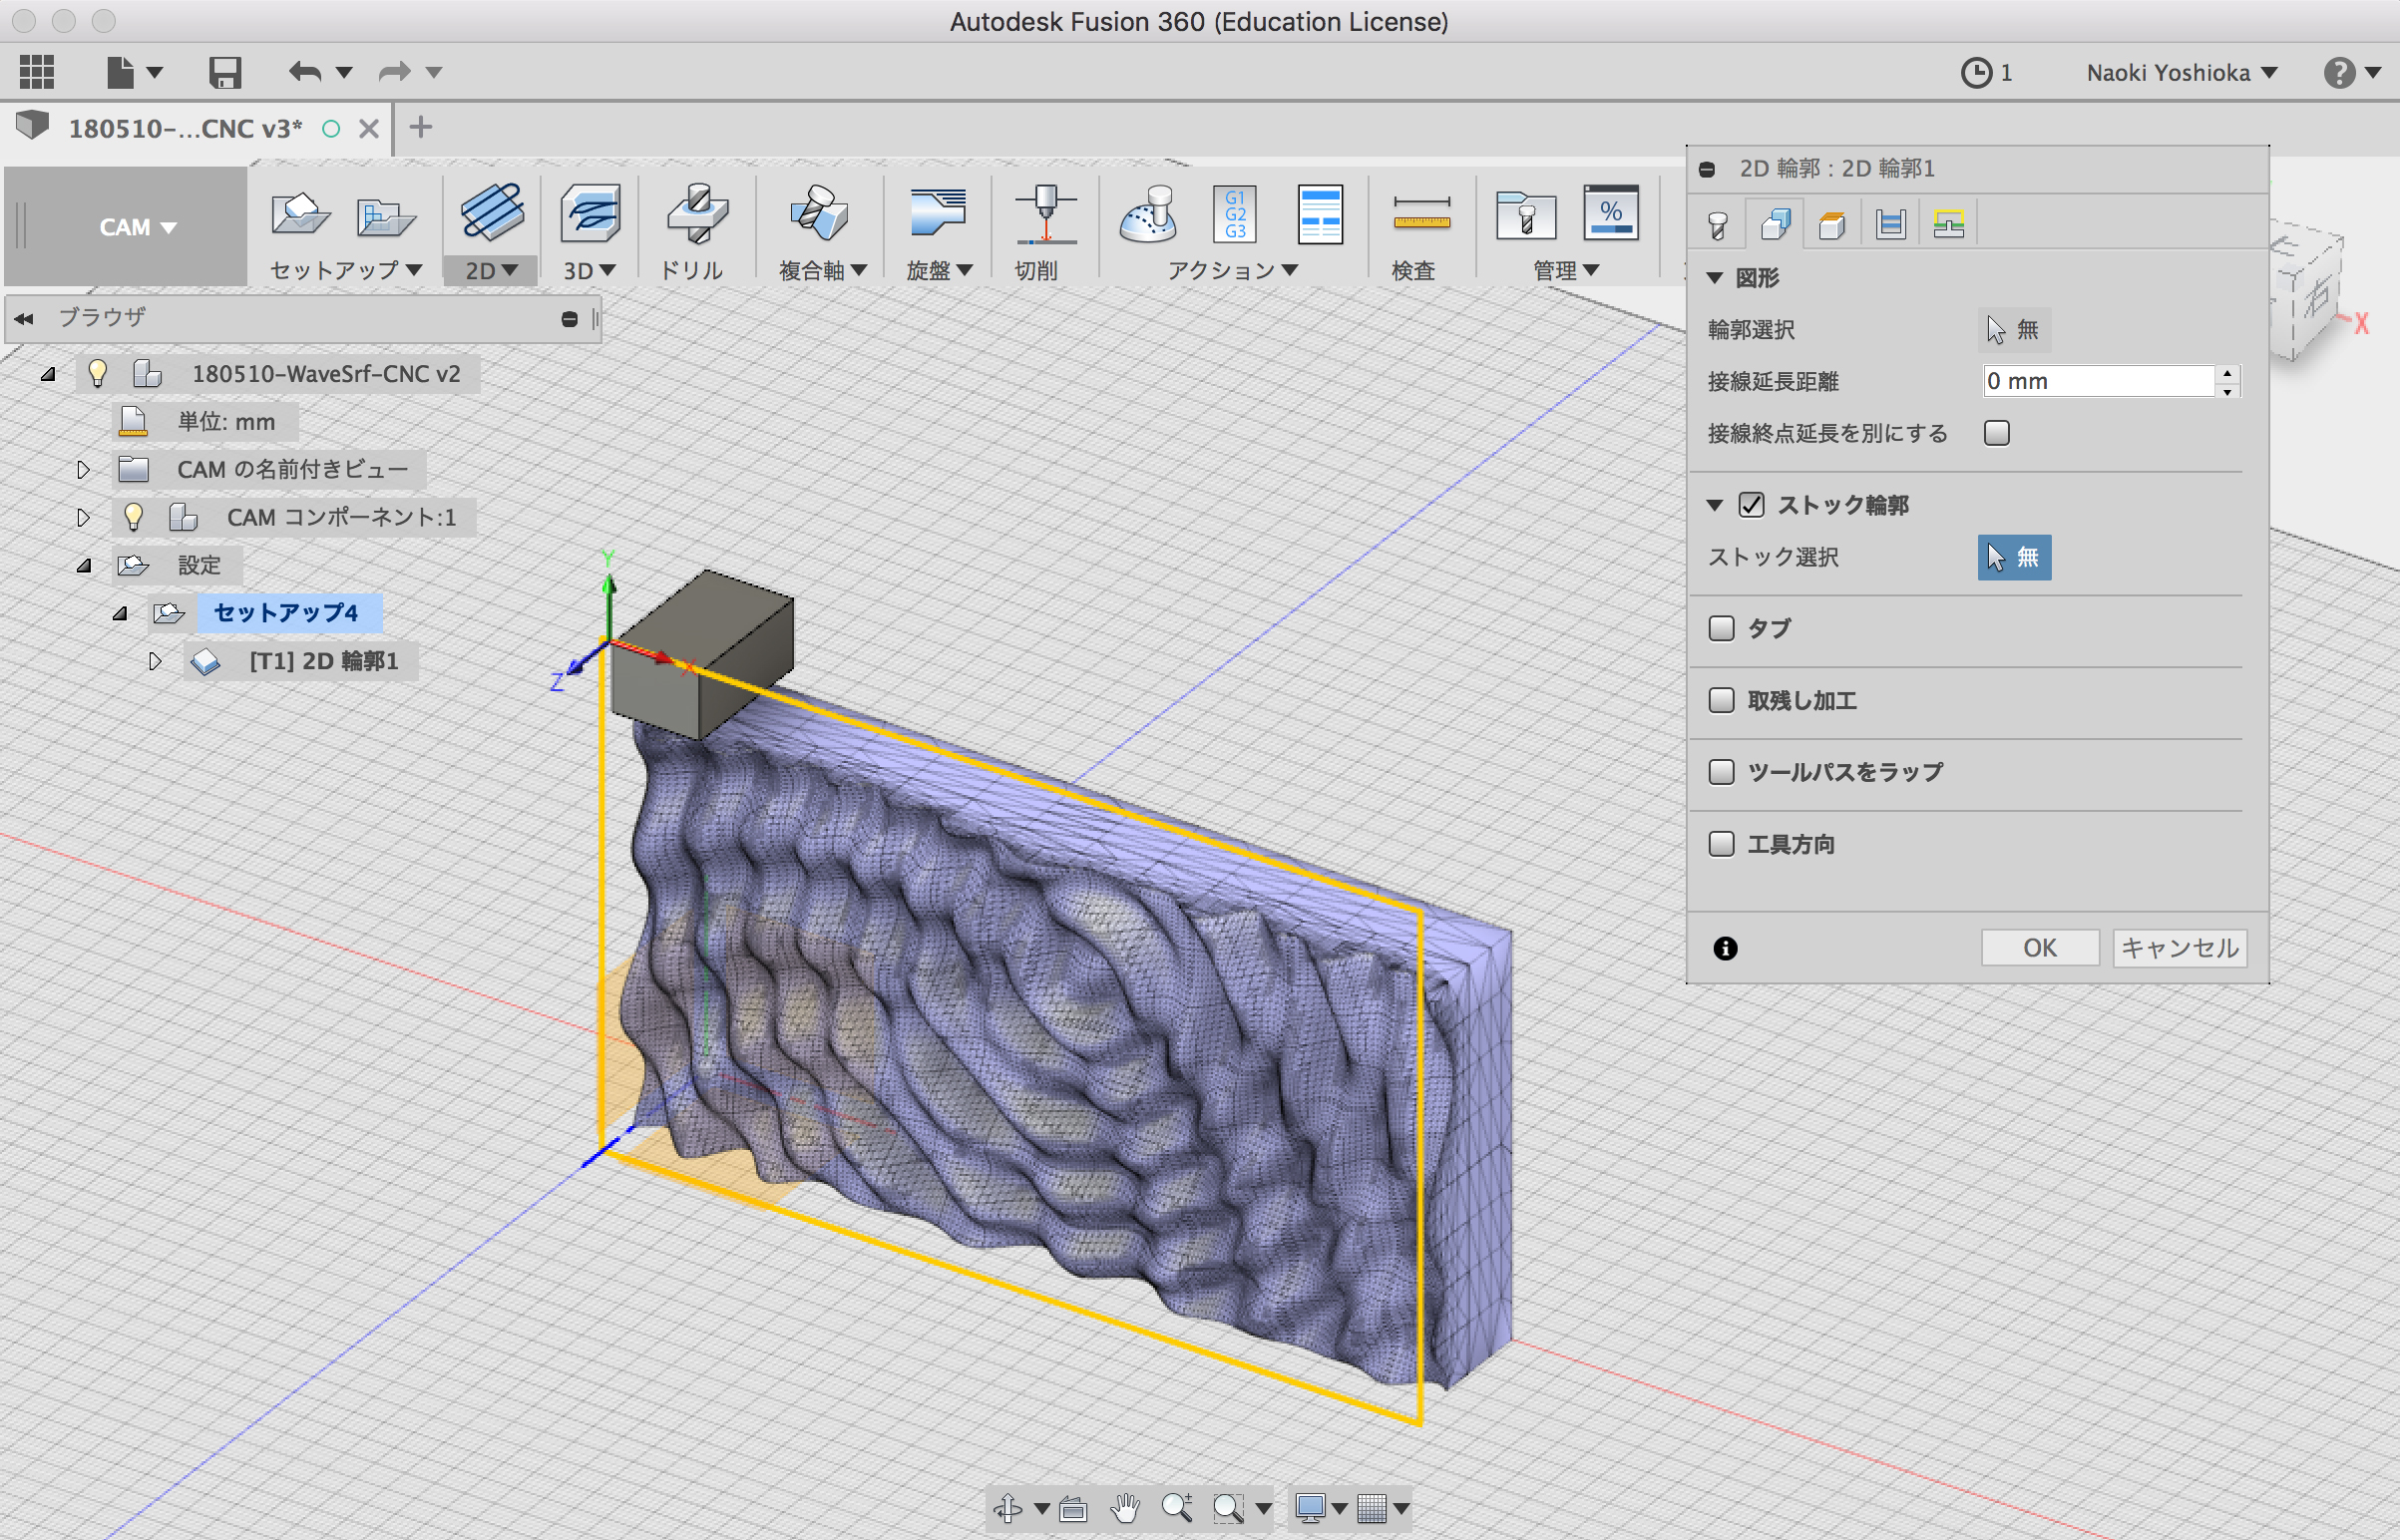 Autodesk Fusion 360 (Education License)
1
Naoki Yoshioka
?
180510-...CNC v3*
CAM
セットアップ
2D
3D
ドリル
複合軸
旋盤
切削
G1
G2
G3
アクション
検査
%
管理
ブラウザ
180510-WaveSrf-CNC v2
単位: mm
CAM の名前付きビュー
CAM コンポーネント:1
設定
セットアップ4
[T1] 2D 輪郭1
Y
X
Z
X
2D 輪郭 : 2D 輪郭1
図形
輪郭選択 無
接線延長距離 0 mm
接線終点延長を別にする
ストック輪郭
ストック選択 無
タブ
取残し加工
ツールパスをラップ
工具方向
OK キャンセル